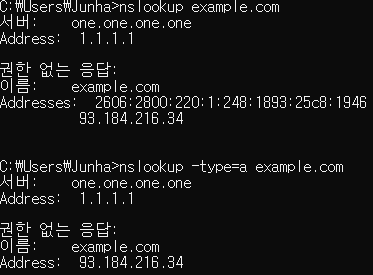 C:₩Users₩Junha>nslookup example.com
서버:    one.one.one.one
Address:  1.1.1.1
권한 없는 응답:
이름:    example.com
Addresses:  2606:2800:220:1:248:1893:25c8:1946
93.184.216.34
C:₩Users₩Junha>nslookup -type=a example.com
서버:    one.one.one.one
Address:  1.1.1.1
권한 없는 응답:
이름:    example.com
Address:  93.184.216.34